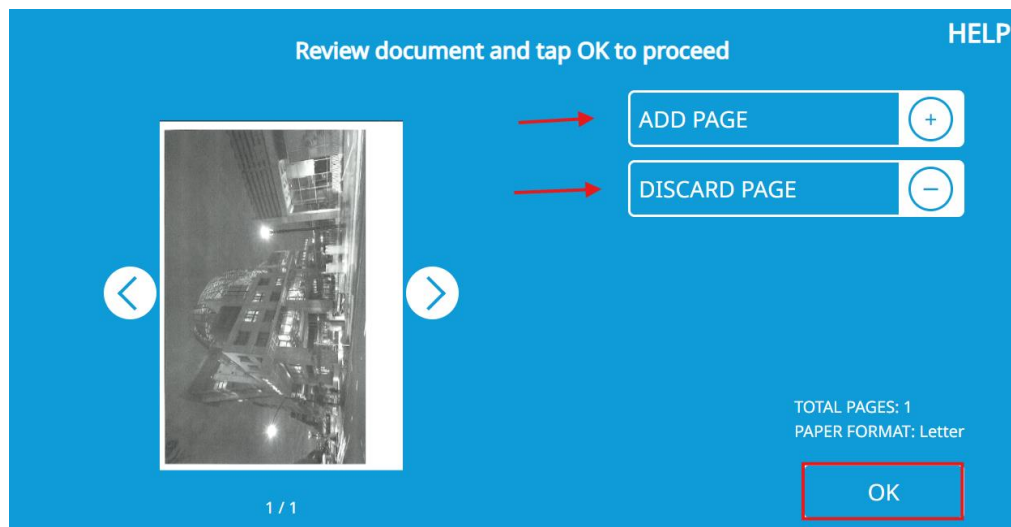 HELP
Review document and tap OK to proceed
ADD PAGE
DISCARD PAGE
TOTAL PAGES: 1
PAPER FORMAT: Letter
OK
1 / 1